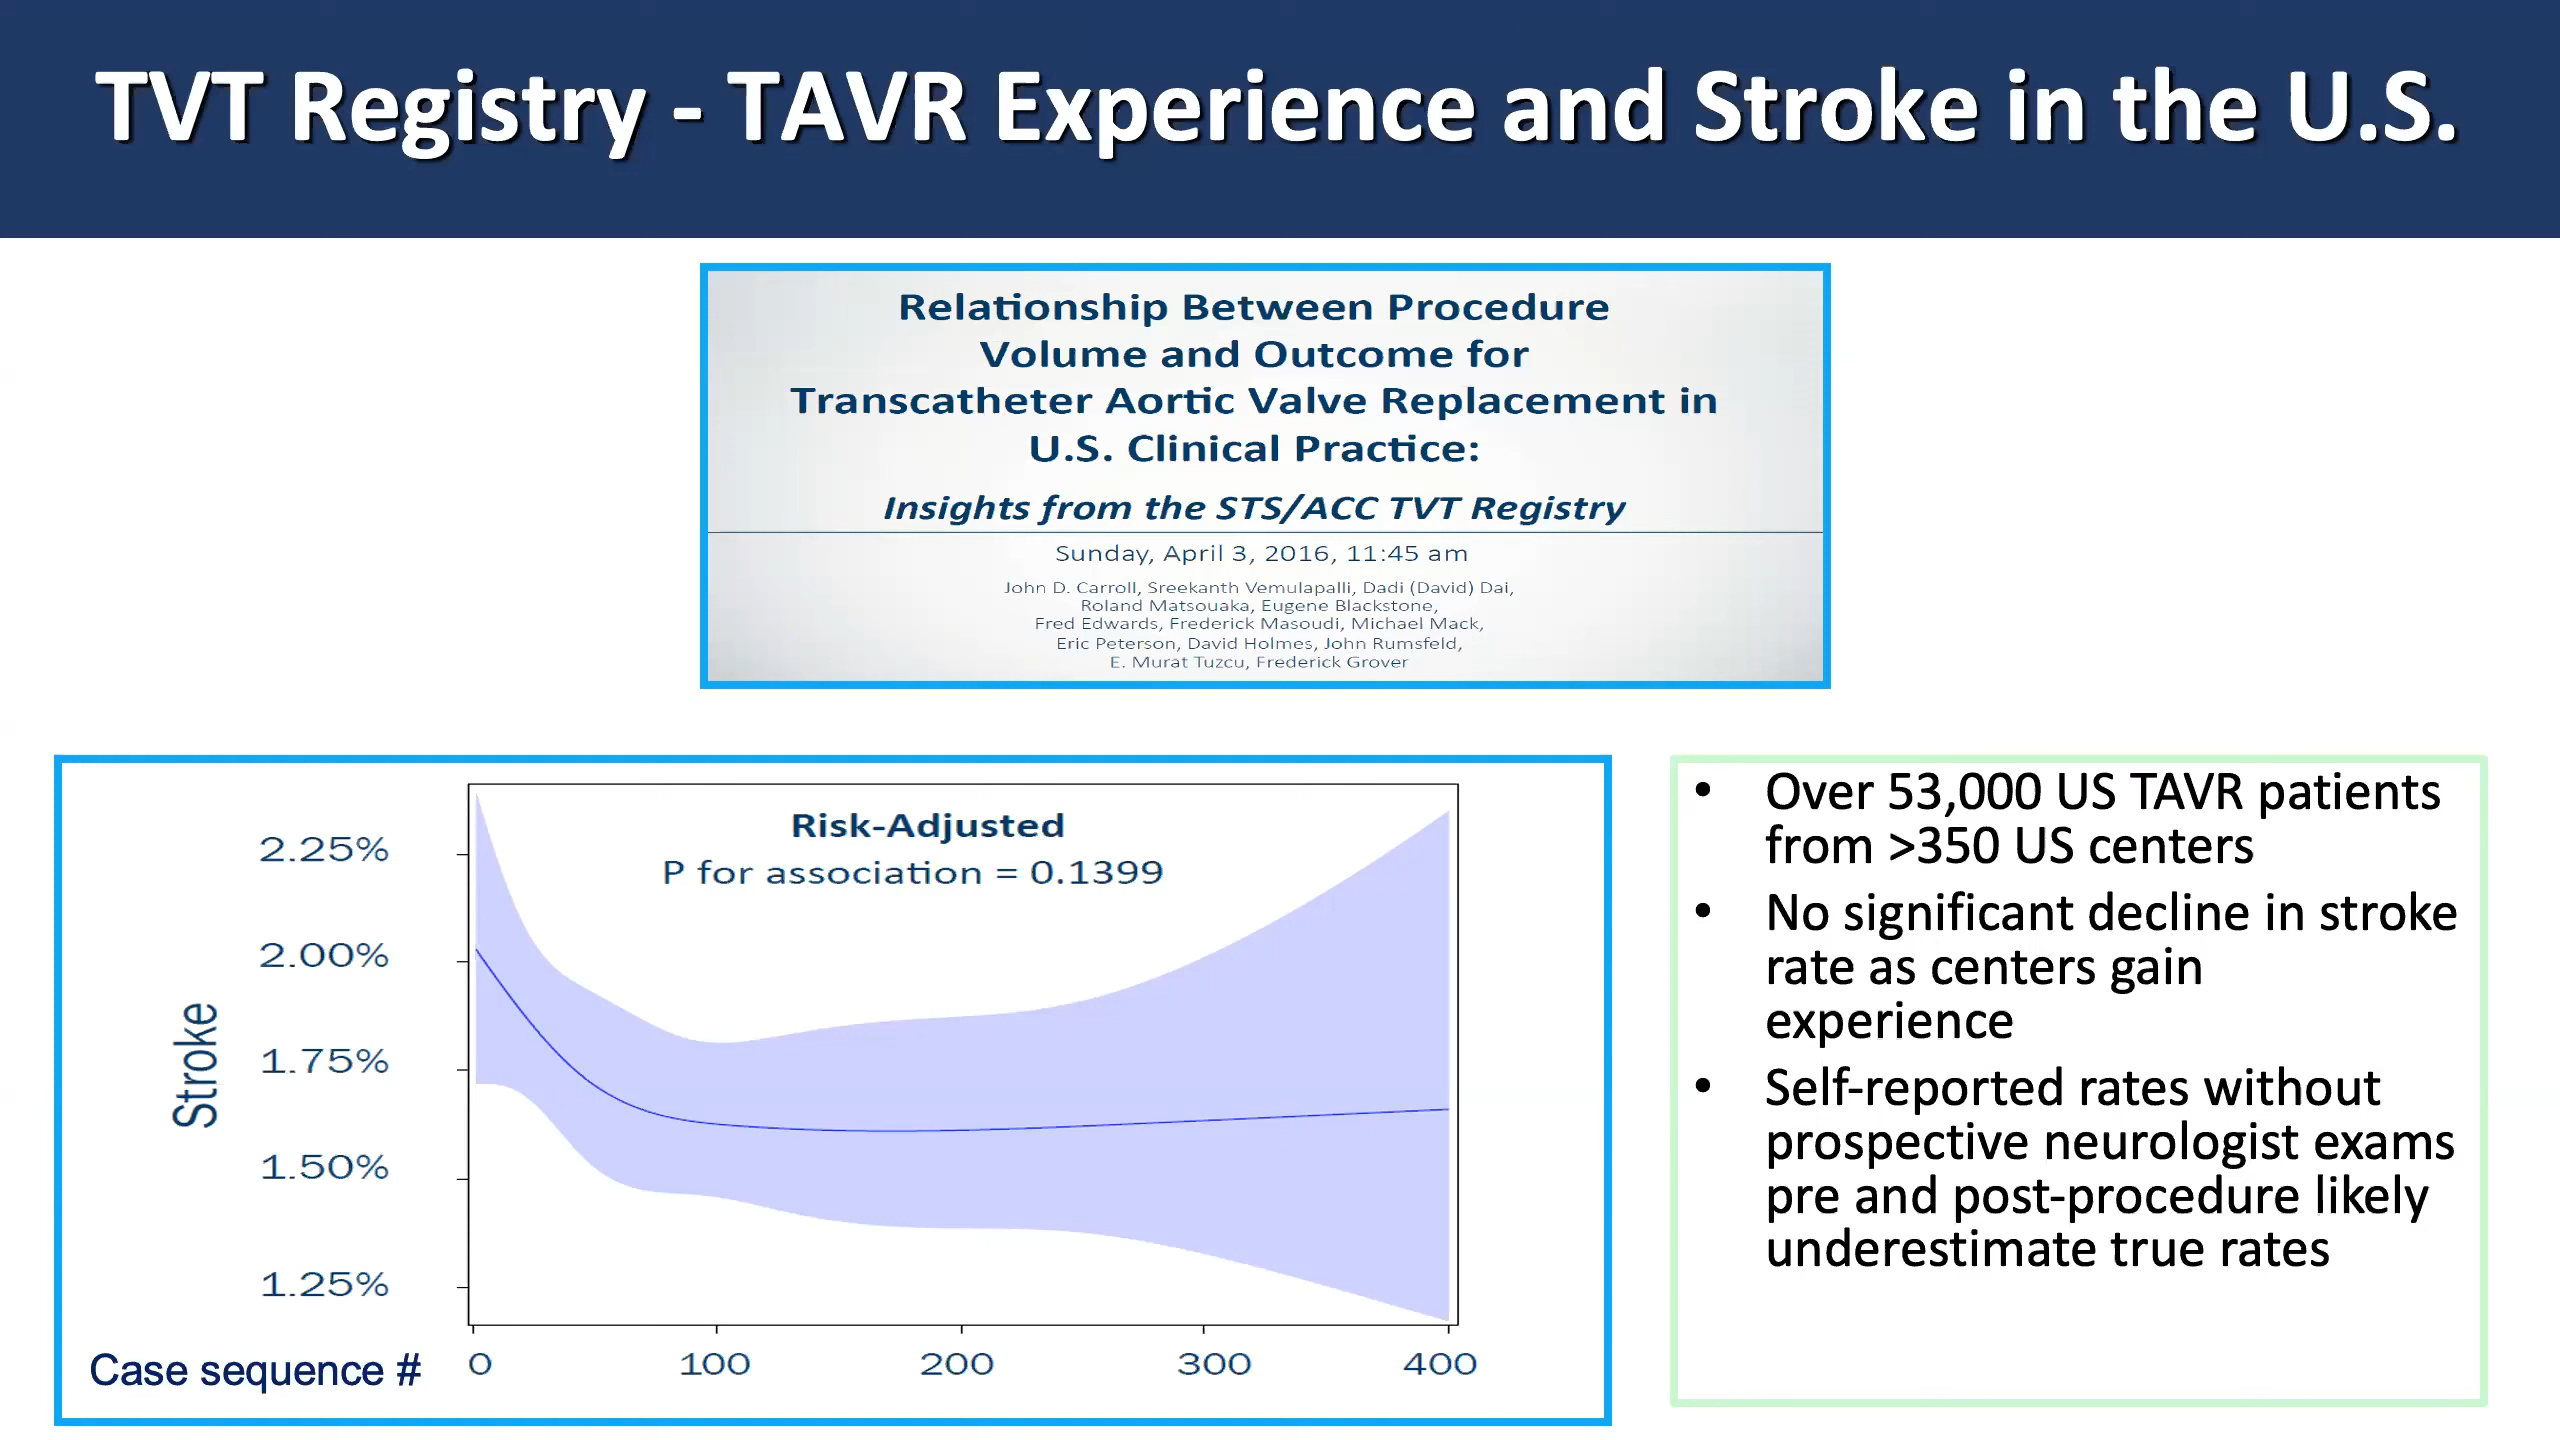 TVT Registry - TAVR Experience and Stroke in the U.S.
Relationship Between Procedure
Volume and Outcome for
Transcatheter Aortic Valve Replacement in
U.S. Clinical Practice:
Insights from the STS/ACC TVT Registry
Sunday, April 3, 2016, 11:45 am
John D. Carroll, Sreekanth Vemulapalli, Dadi (David) Dai,
Roland Matsouaka, Eugene Blackstone,
Fred Edwards, Frederick Masoudi, Michael Mack,
Eric Peterson, David Holmes, John Rumsfeld,
E. Murat Tuzcu, Frederick Grover
Risk-Adjusted
P for association = 0.1399
2.25%
2.00%
1.75%
1.50%
1.25%
Stroke
Case sequence #
0 100 200 300 400
• Over 53,000 US TAVR patients
from >350 US centers
• No significant decline in stroke
rate as centers gain
experience
• Self-reported rates without
prospective neurologist exams
pre and post-procedure likely
underestimate true rates